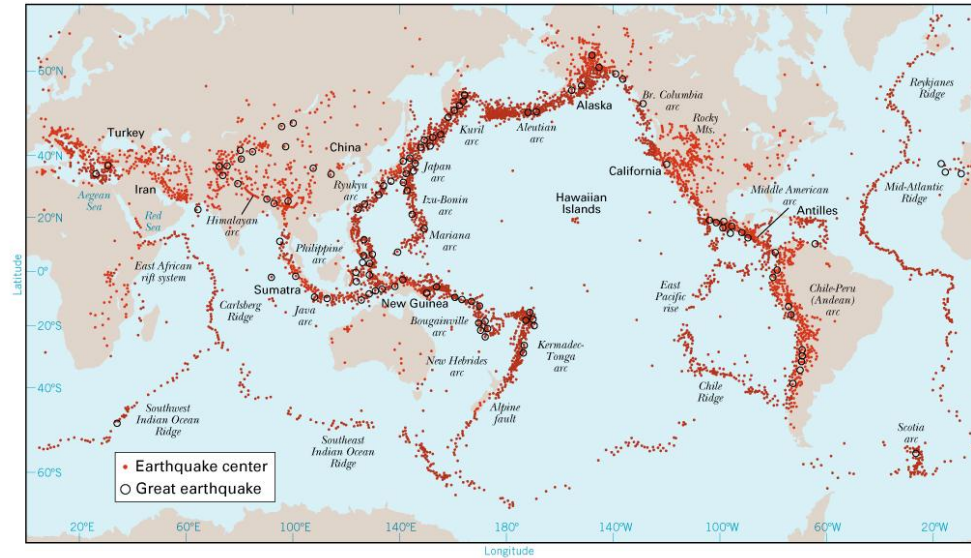 60°N
40°N
20°N
0°
20°S
40°S
60°S
Latitude
Turkey
Aegean
Sea
Iran
Red
Sea
East African
rift system
Carlsberg
Ridge
Southwest
Indian Ocean
Ridge
Himalayan
arc
China
Ryukyu
arc
Philippine
arc
Sumatra
Java
arc
Southeast
Indian Ocean
Ridge
Kuril
arc
Japan
arc
Izu-Bonin
arc
Mariana
arc
New Guinea
Bougainville
arc
New Hebrides
arc
Alpine
fault
Kermadec-
Tonga
arc
Aleutian
arc
Alaska
Hawaiian
Islands
Br. Columbia
arc
Rocky
Mts.
California
Middle American
arc
Antilles
East
Pacific
rise
Chile
Ridge
Chile-Peru
(Andean)
arc
Reykjanes
Ridge
Mid-Atlantic
Ridge
Scotia
arc
Earthquake center
Great earthquake
20°E
60°E
100°E
140°E
180°
140°W
100°W
60°W
20°W
Longitude